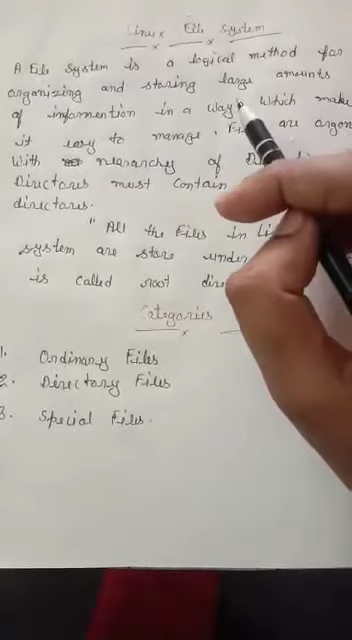 Linux File System
A File System is a logical method for
organizing and storing large amounts
of information in a way which make
it easy to manage. Files are
with hierarchy of
Directores must contain
directores.
" All the Files in
system are store under
is called root
Categories
1. Ordinary Files
2. Directory Files
3. Special Files.